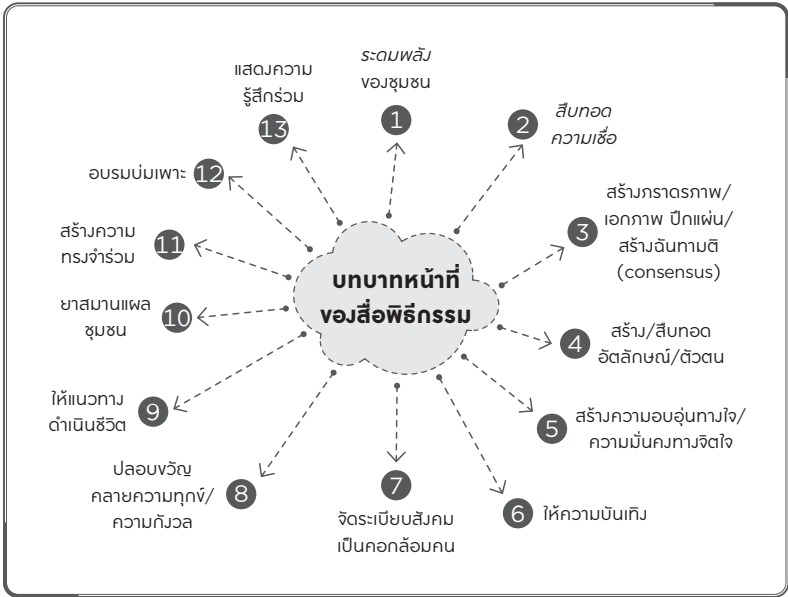 บทบาทหน้าที่
ของสื่อพิธีกรรม
ระดมพลัง
ของชุมชน
1
2
สืบทอด
ความเชื่อ
3
สร้างภราดรภาพ/
เอกภาพ ปึกแผ่น/
สร้างฉันทามติ
(consensus)
4
สร้าง/สืบทอด
อัตลักษณ์/ตัวตน
5
สร้างความอบอุ่นทางใจ/
ความมั่นคงทางจิตใจ
6
ให้ความบันเทิง
7
จัดระเบียบสังคม
เป็นคอกล้อมคน
8
ปลอบขวัญ
คลายความทุกข์/
ความกังวล
9
ให้แนวทาง
ดำเนินชีวิต
10
ยาสมานแผล
ชุมชน
11
สร้างความ
ทรงจำร่วม
12
อบรมบ่มเพาะ
13
แสดงความ
รู้สึกร่วม